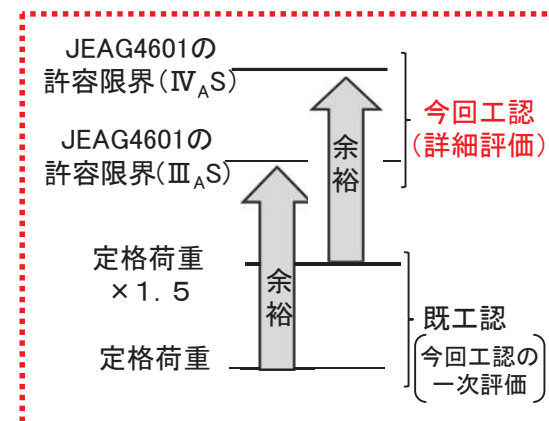 JEAG4601の
許容限界(ⅣAS)
JEAG4601の
許容限界(ⅢAS)
今回工認
(詳細評価)
余裕
定格荷重
×1.5
余裕
定格荷重
既工認
今回工認の
一次評価